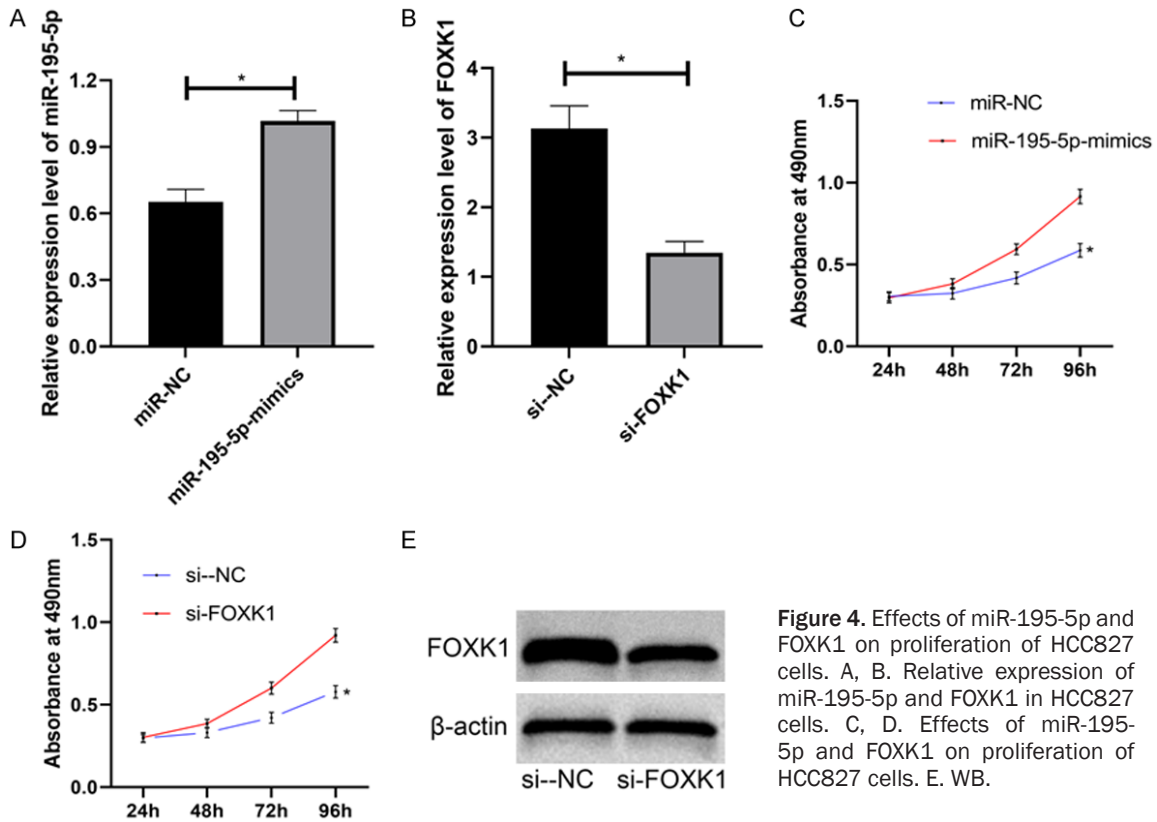 A
Relative expression level of miR-195-5p
1.2
0.9
0.6
0.3
0.0
*
miR-NC
miR-195-5p-mimics
B
Relative expression level of FOXK1
4
3
2
1
0
*
si--NC
si-FOXK1
C
Absorbance at 490nm
1.5
1.0
0.5
0.0
miR-NC
miR-195-5p-mimics
*
24h 48h 72h 96h
D
Absorbance at 490nm
1.5
1.0
0.5
0.0
si--NC
si-FOXK1
*
24h 48h 72h 96h
E
FOXK1
β-actin
si--NC si-FOXK1
Figure 4. Effects of miR-195-5p and
FOXK1 on proliferation of HCC827
cells. A, B. Relative expression of
miR-195-5p and FOXK1 in HCC827
cells. C, D. Effects of miR-195-
5p and FOXK1 on proliferation of
HCC827 cells. E. WB.